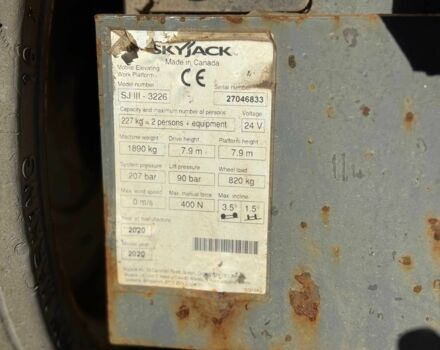 SKYJACK
Made in Canada
Mobile Elevating
Work Platform
CE
Model number Serial number
SJ III - 3226 27046833
Capacity and maximum number of persons Voltage
227 kg = 2 persons + equipment 24 V
Machine weight Drive height Platform height
1890 kg 7.9 m 7.9 m
System pressure Lift pressure Wheel load
207 bar 90 bar 820 kg
Max. wind speed Max. manual force Max. incline
0 m/s 400 N 3.5° 1.5°
Year of manufacture
2020
Model year
2020